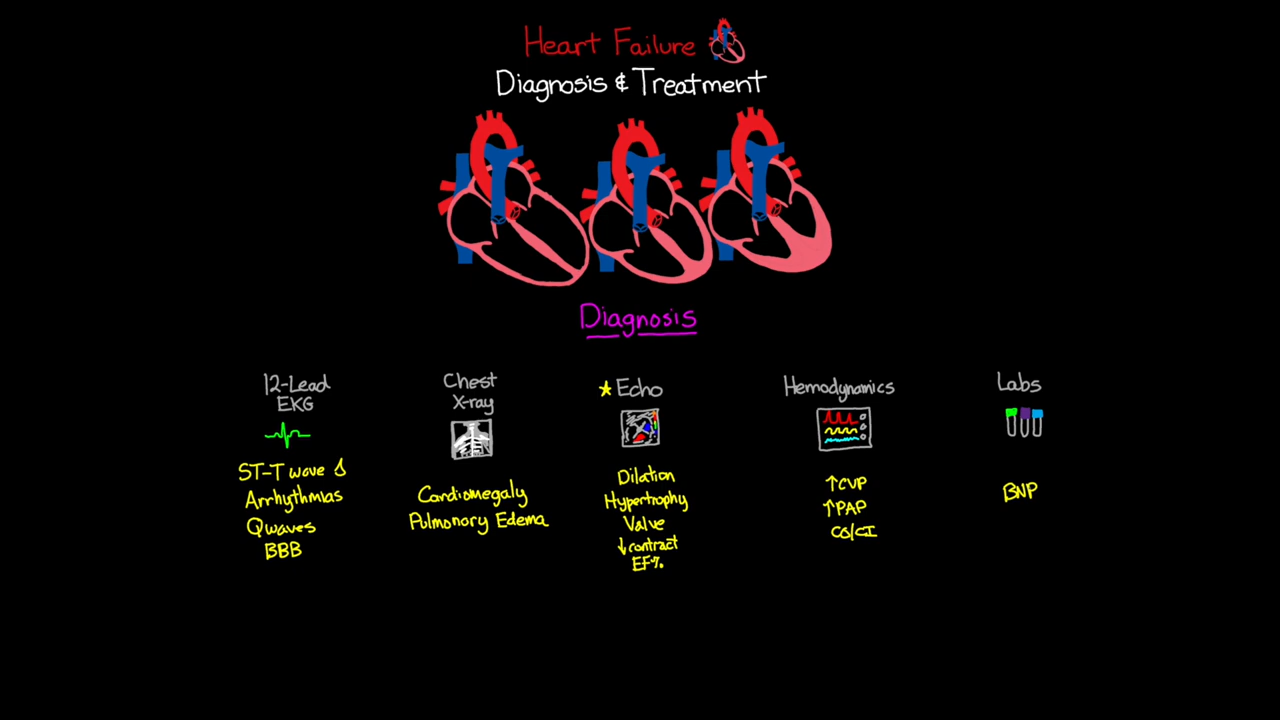 Heart Failure
Diagnosis & Treatment
Diagnosis
12-Lead
EKG
ST-T wave Δ
Arrhythmias
Qwaves
BBB
Chest
X-ray
Cardiomegaly
Pulmonary Edema
★Echo
Dilation
Hypertrophy
Valve
↓contract
EF%
Hemodynamics
↑CVP
↑PAP
CO/CI
Labs
BNP